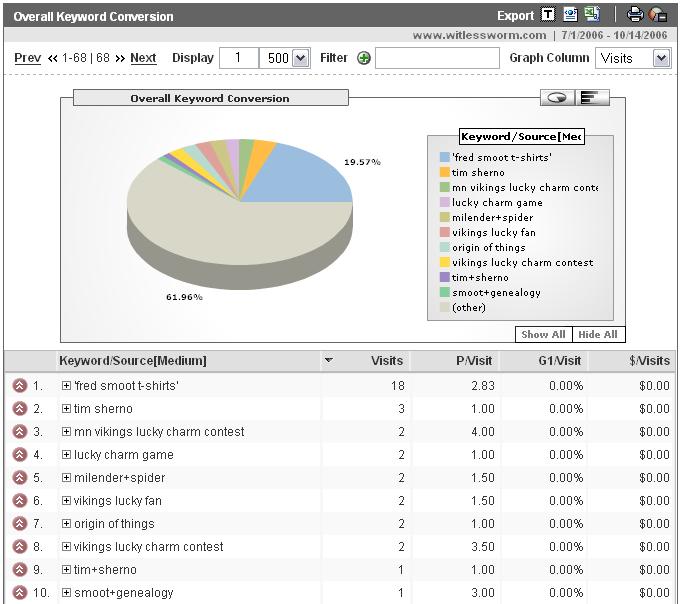 Overall Keyword Conversion
Export T
www.witlessworm.com | 7/1/2006 - 10/14/2006
Prev 1-68 | 68 Next Display 1 500 Filter Graph Column Visits
Overall Keyword Conversion
19.57%
61.96%
Keyword/Source[Med
'fred smoot t-shirts'
tim sherno
mn vikings lucky charm conte
lucky charm game
milender+spider
vikings lucky fan
origin of things
vikings lucky charm contest
tim+sherno
smoot+genealogy
(other)
Show All Hide All
Keyword/Source[Medium] Visits P/Visit G1/Visit $/Visits
1. 'fred smoot t-shirts' 18 2.83 0.00% $0.00
2. tim sherno 3 1.00 0.00% $0.00
3. mn vikings lucky charm contest 2 4.00 0.00% $0.00
4. lucky charm game 2 1.00 0.00% $0.00
5. milender+spider 2 1.50 0.00% $0.00
6. vikings lucky fan 2 1.50 0.00% $0.00
7. origin of things 2 1.00 0.00% $0.00
8. vikings lucky charm contest 2 3.50 0.00% $0.00
9. tim+sherno 1 1.00 0.00% $0.00
10. smoot+genealogy 1 3.00 0.00% $0.00